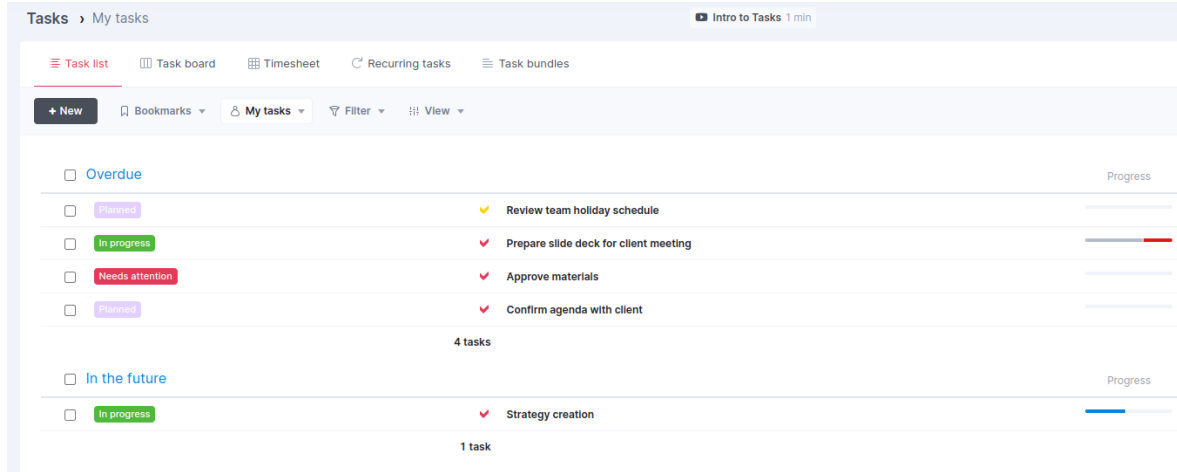 Tasks › My tasks Intro to Tasks 1 min
Task list Task board Timesheet Recurring tasks Task bundles
+ New Bookmarks My tasks Filter View
Overdue Progress
Planned Review team holiday schedule
In progress Prepare slide deck for client meeting
Needs attention Approve materials
Planned Confirm agenda with client
4 tasks
In the future Progress
In progress Strategy creation
1 task